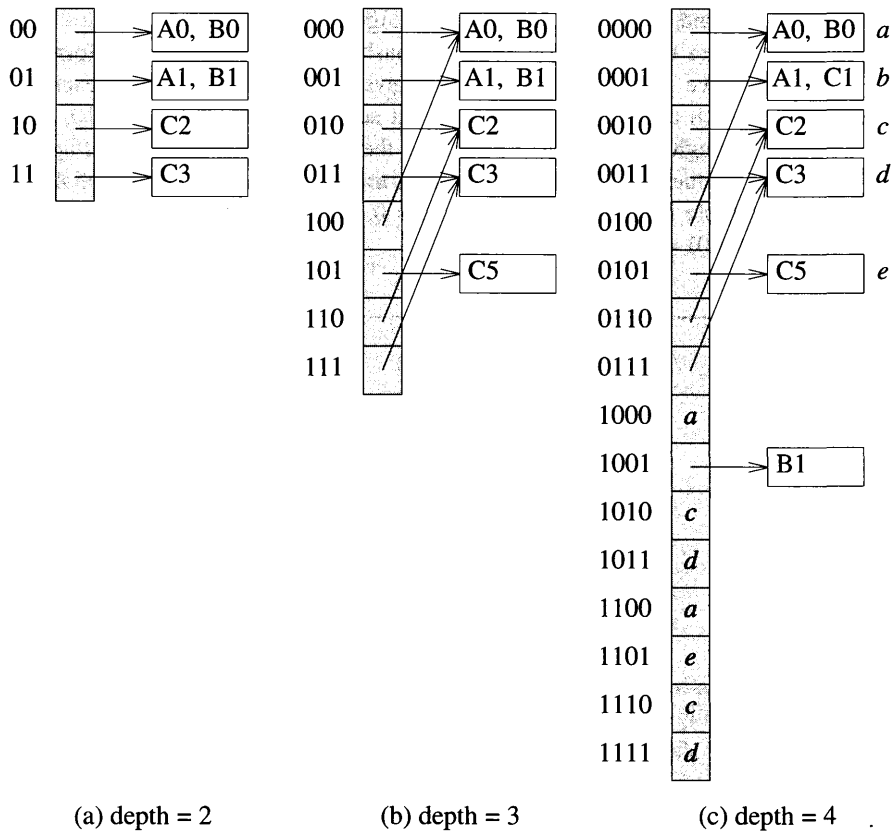 00 A0, B0
01 A1, B1
10 C2
11 C3
(a) depth = 2
000 A0, B0
001 A1, B1
010 C2
011 C3
100
101 C5
110
111
(b) depth = 3
0000 A0, B0 a
0001 A1, C1 b
0010 C2 c
0011 C3 d
0100
0101 C5 e
0110
0111
1000 a
1001 B1
1010 c
1011 d
1100 a
1101 e
1110 c
1111 d
(c) depth = 4 .